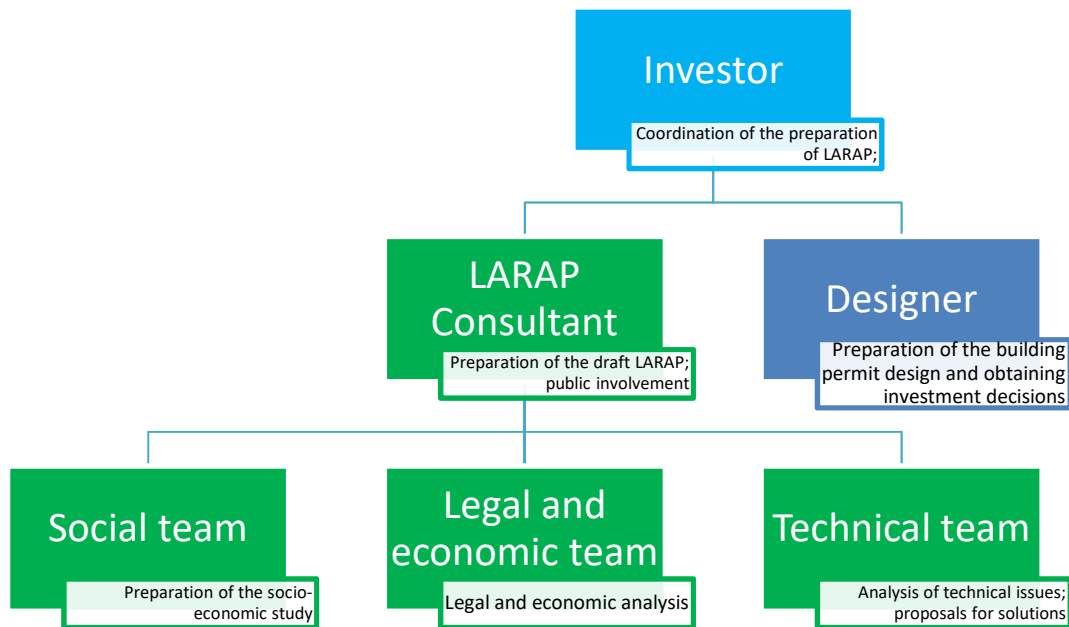 Investor
Coordination of the preparation
of LARAP;
LARAP
Consultant
Preparation of the draft LARAP;
public involvement
Designer
Preparation of the building
permit design and obtaining
investment decisions
Social team
Preparation of the socio-
economic study
Legal and
economic team
Legal and economic analysis
Technical team
Analysis of technical issues;
proposals for solutions